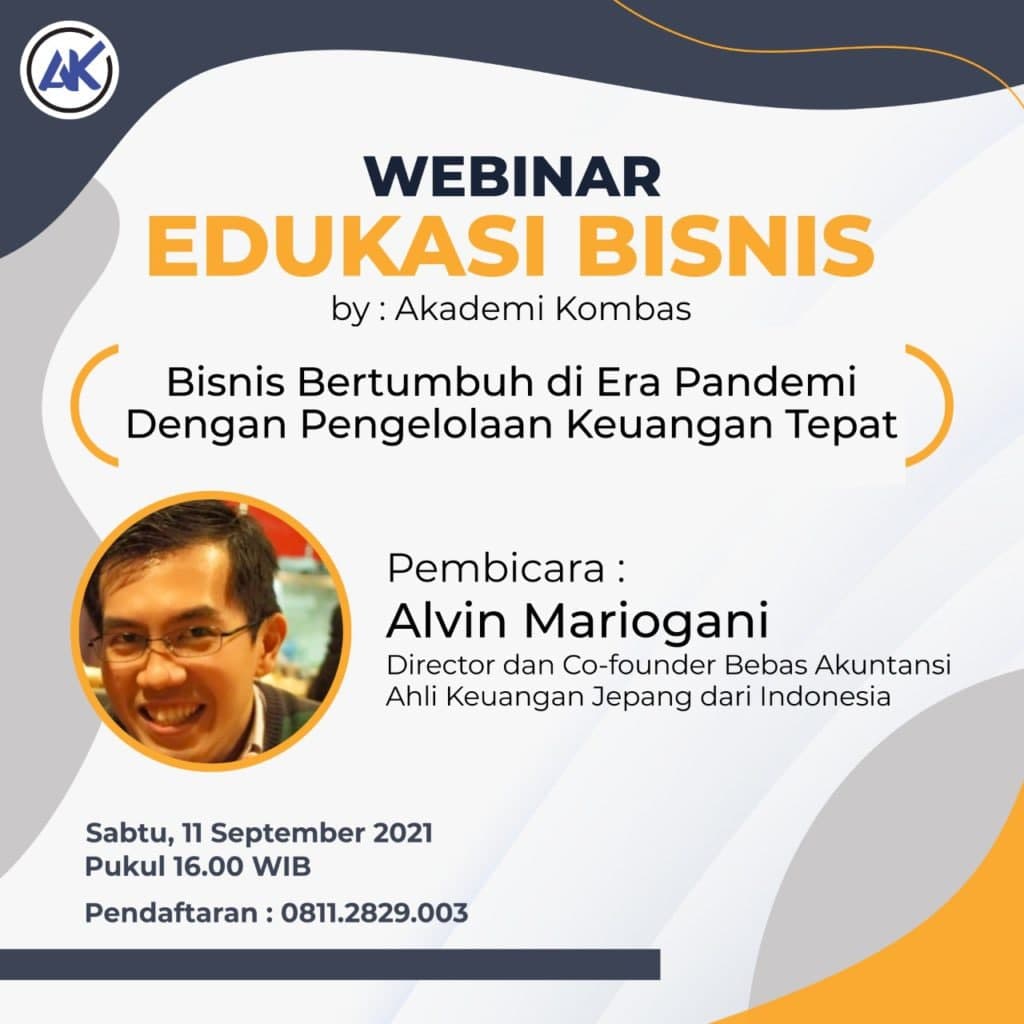 AK
WEBINAR
EDUKASI BISNIS
by : Akademi Kombas
Bisnis Bertumbuh di Era Pandemi
Dengan Pengelolaan Keuangan Tepat
Pembicara :
Alvin Mariogani
Director dan Co-founder Bebas Akuntansi
Ahli Keuangan Jepang dari Indonesia
Sabtu, 11 September 2021
Pukul 16.00 WIB
Pendaftaran : 0811.2829.003